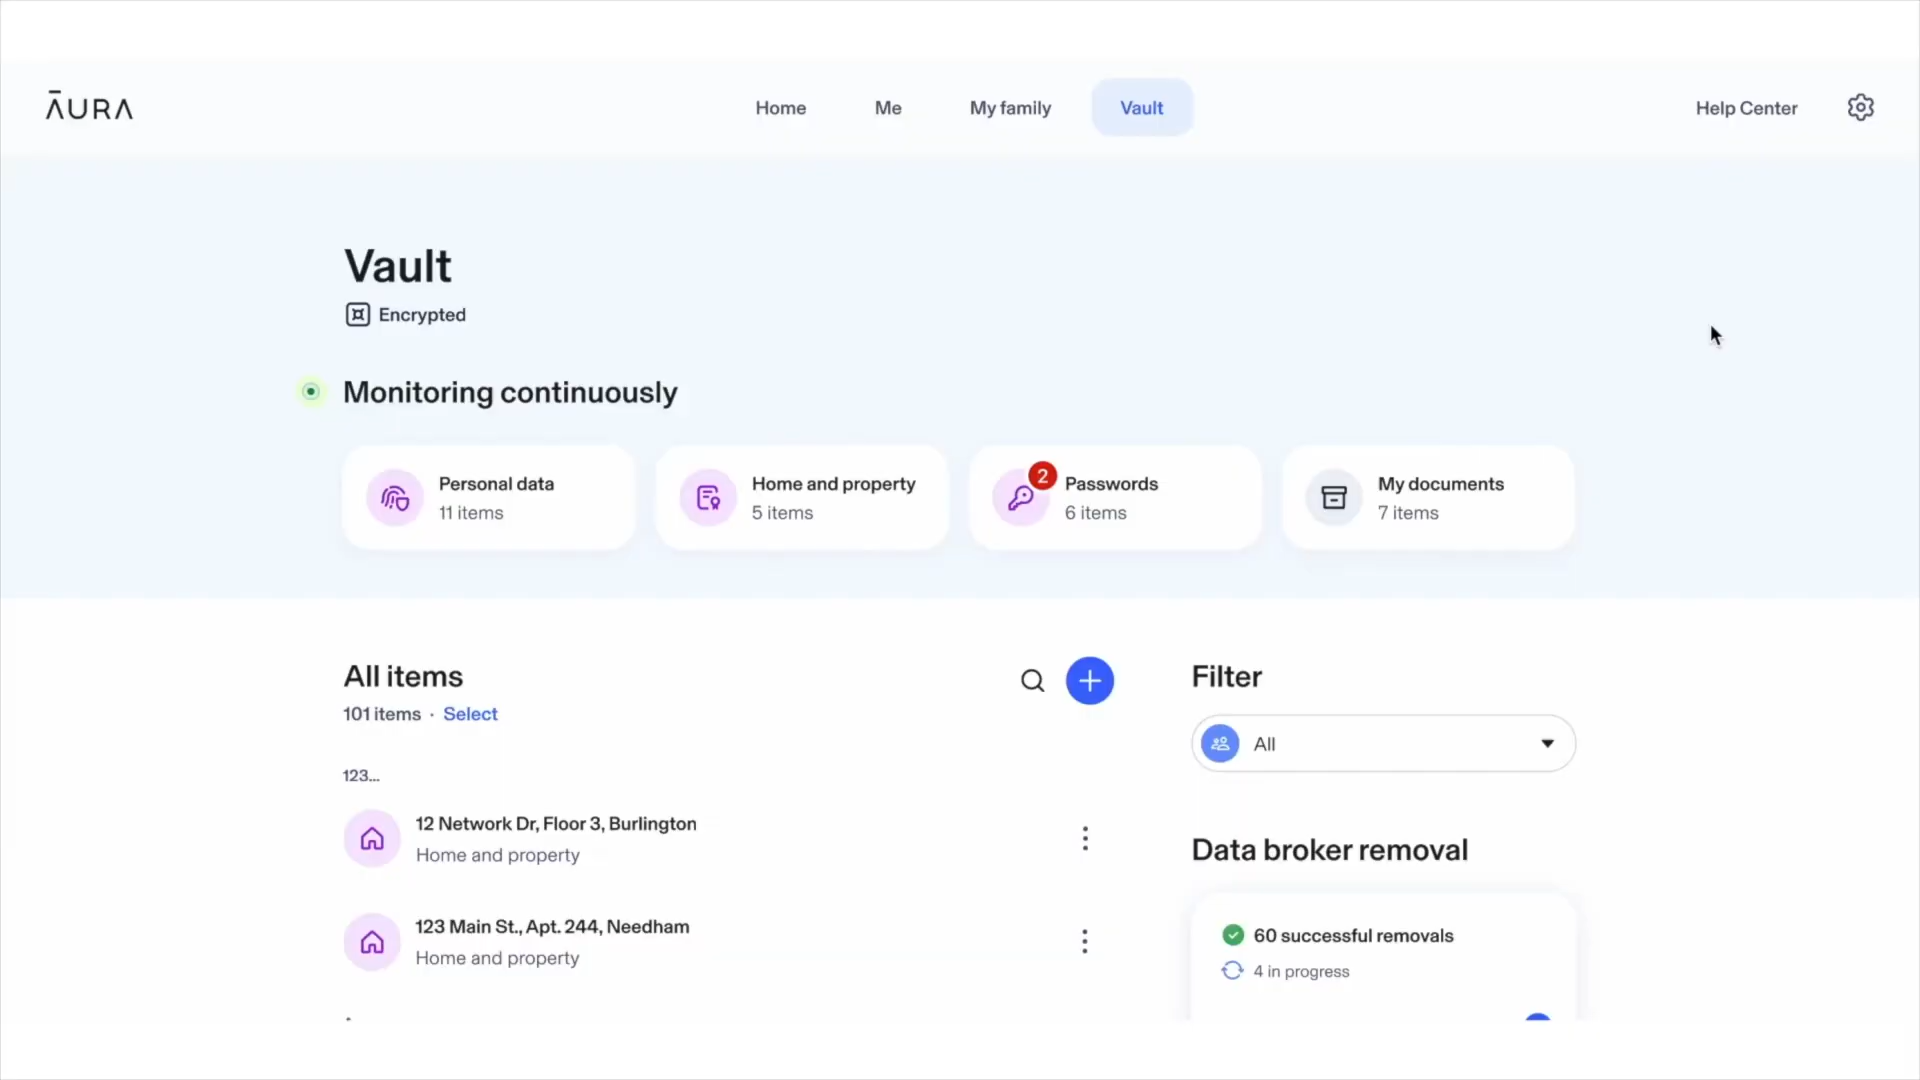 ĀURA
Home
Me
My family
Vault
Help Center
Vault
Encrypted
Monitoring continuously
Personal data
11 items
Home and property
5 items
2
Passwords
6 items
My documents
7 items
All items
101 items · Select
Filter
All
123...
12 Network Dr, Floor 3, Burlington
Home and property
123 Main St., Apt. 244, Needham
Home and property
Data broker removal
60 successful removals
4 in progress